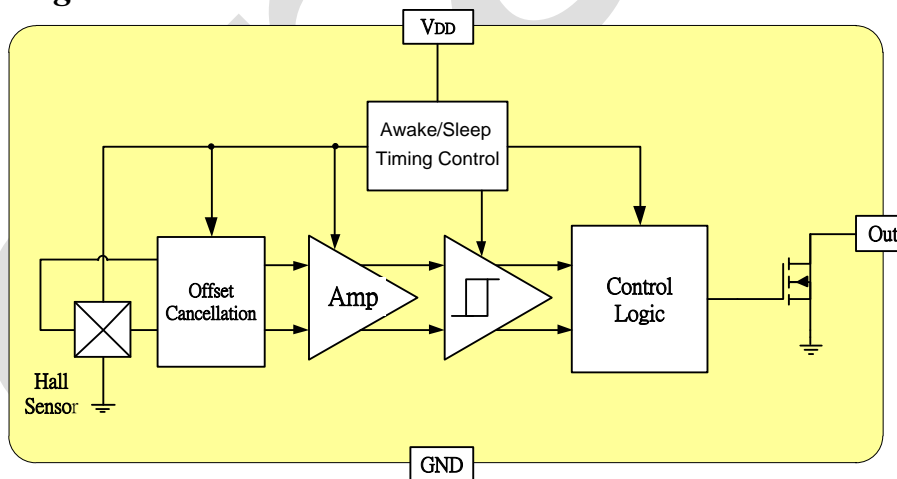 VDD
Awake/Sleep
Timing Control
Out
Offset
Cancellation
Amp
Control
Logic
Hall
Sensor
GND